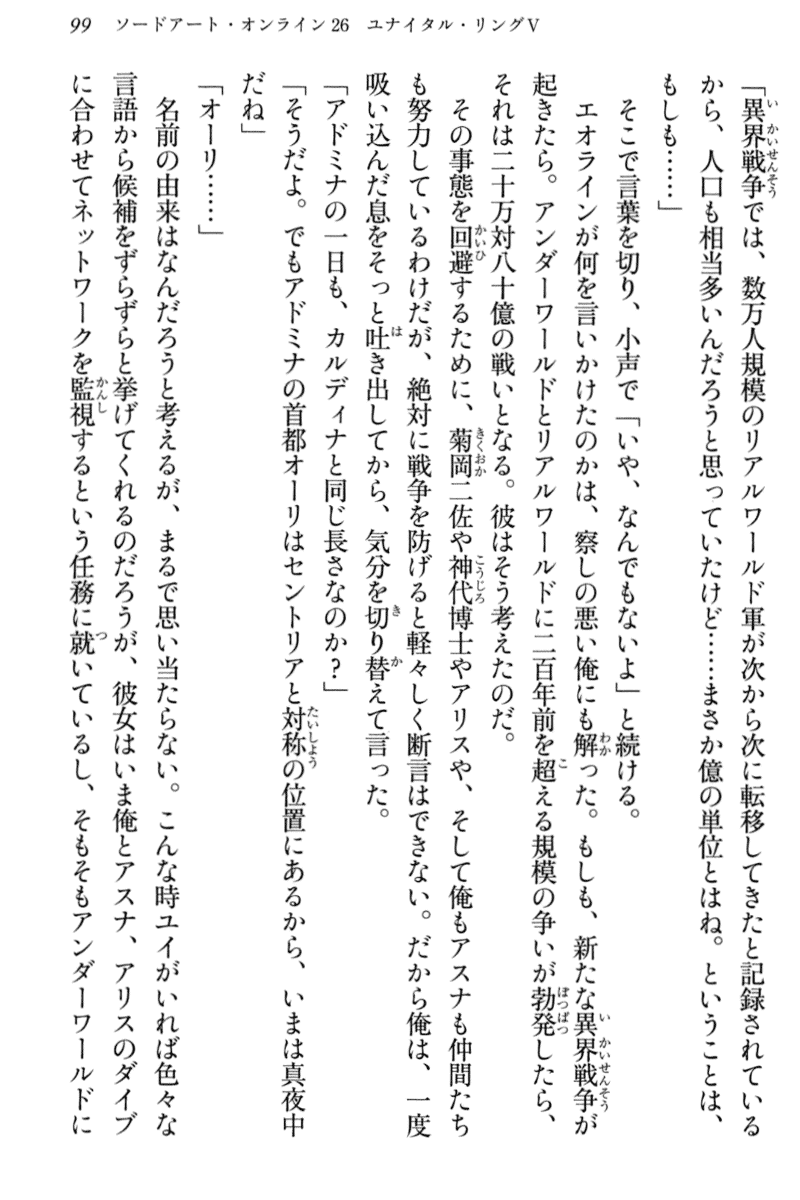 99 ソードアート・オンライン26 ユナイタル・リングV
「異界戦争では、数万人規模のリアルワールド軍が次から次に転移してきたと記録されている
から、人口も相当多いんだろうと思っていたけど……まさか億の単位とはね。ということは、
もしも……」
そこで言葉を切り、小声で「いや、なんでもないよ」と続ける。
エオラインが何を言いかけたのかは、察しの悪い俺にも解った。もしも、新たな異界戦争が
起きたら。アンダーワールドとリアルワールドに二百年前を超える規模の争いが勃発したら、
それは二十万対八十億の戦いとなる。彼はそう考えたのだ。
その事態を回避するために、菊岡二佐や神代博士やアリスや、そして俺もアスナも仲間たち
も努力しているわけだが、絶対に戦争を防げると軽々しく断言はできない。だから俺は、一度
吸い込んだ息をそっと吐き出してから、気分を切り替えて言った。
「アドミナの一日も、カルディナと同じ長さなのか?」
「そうだよ。でもアドミナの首都オーリはセントリアと対称の位置にあるから、いまは真夜中
だね」
「オーリ……」
名前の由来はなんだろうと考えるが、まるで思い当たらない。こんな時ユイがいれば色々な
言語から候補をずらずらと挙げてくれるのだろうが、彼女はいま俺とアスナ、アリスのダイブ
に合わせてネットワークを監視するという任務に就いているし、そもそもアンダーワールドに